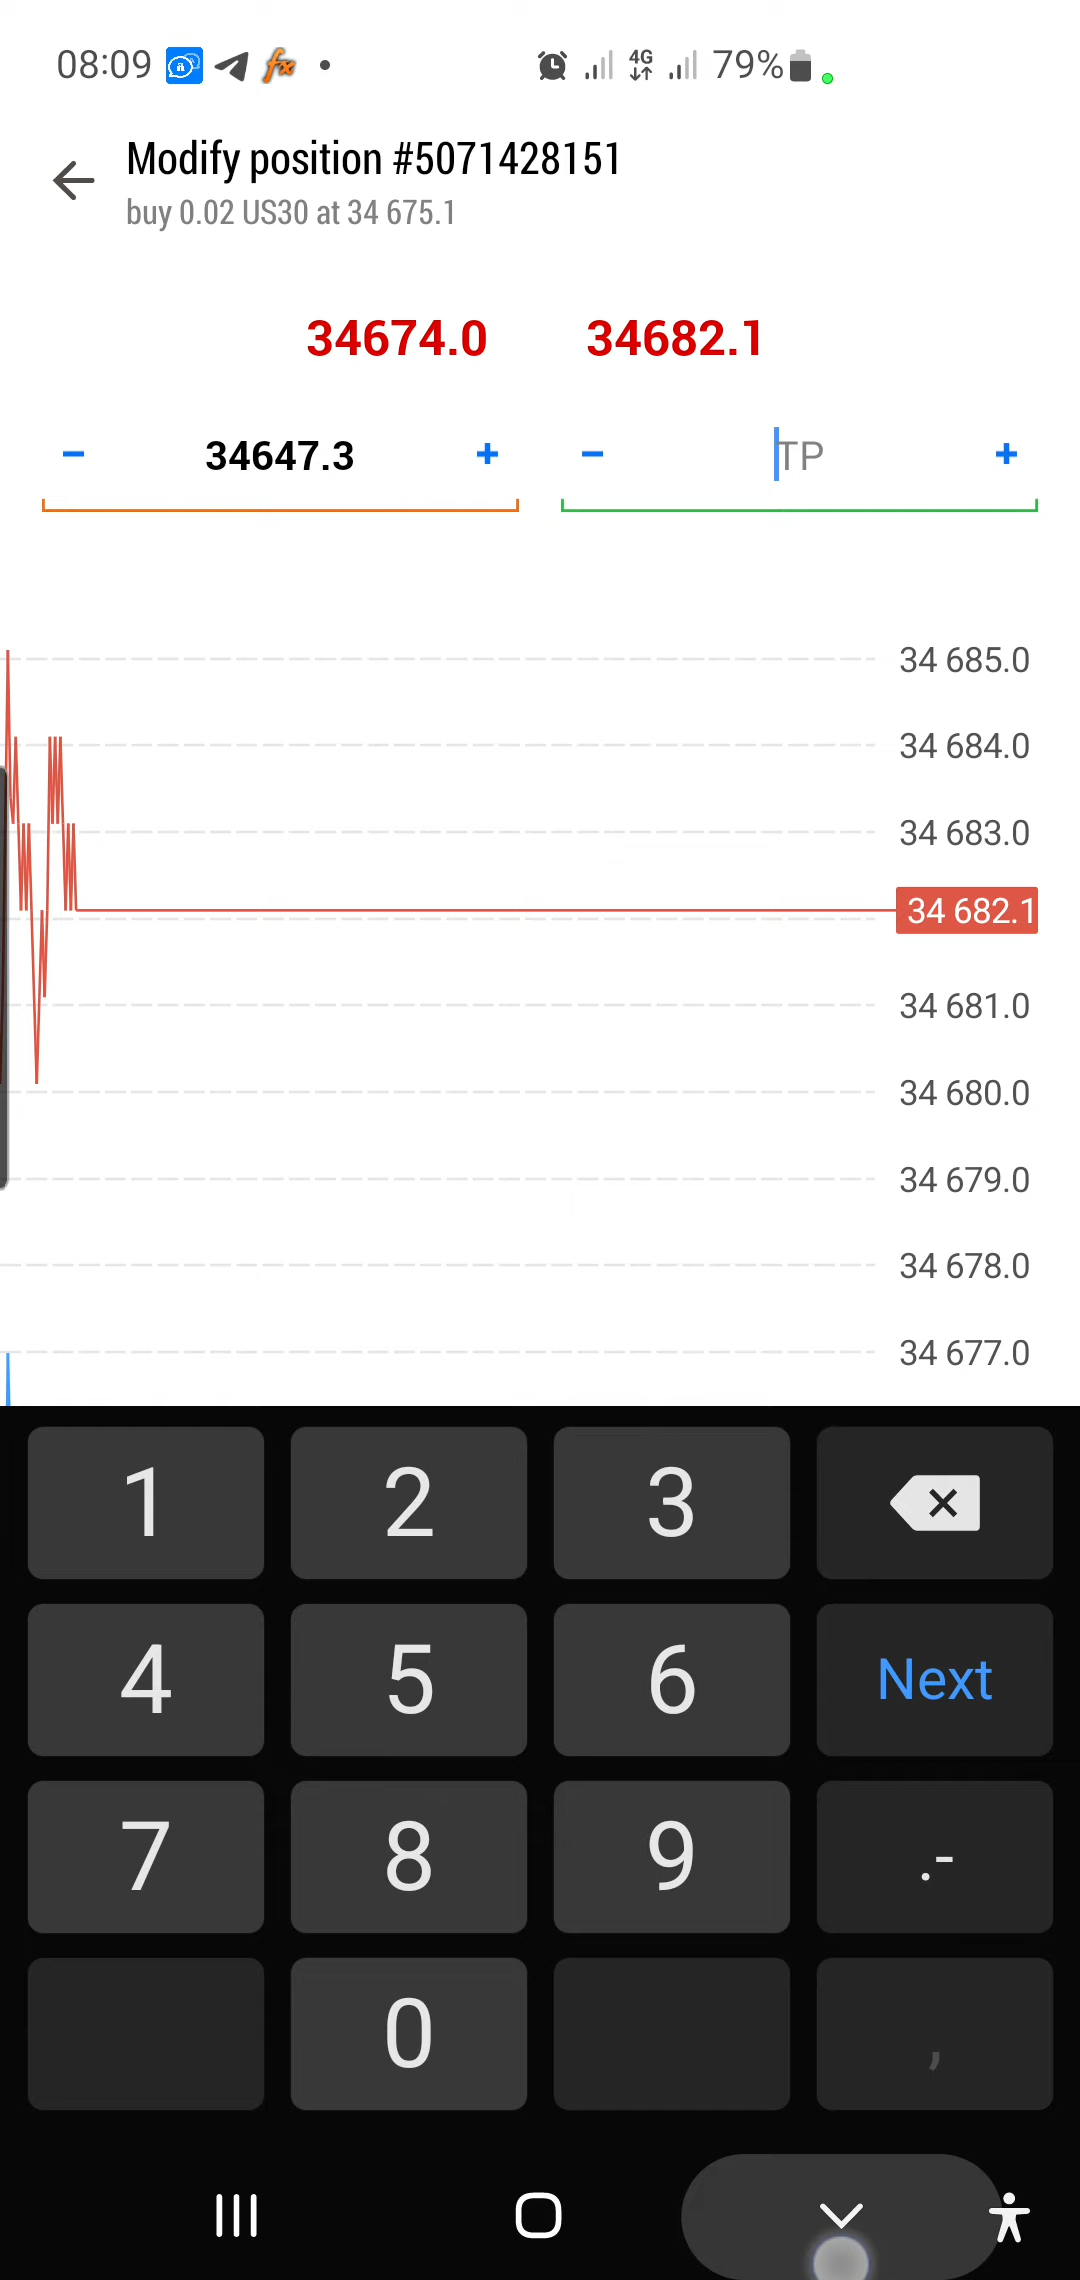 08:09 4G 79%
Modify position #5071428151
buy 0.02 US30 at 34 675.1
34674.0 34682.1
− 34647.3 + − TP +
34 685.0
34 684.0
34 683.0
34 682.1
34 681.0
34 680.0
34 679.0
34 678.0
34 677.0
1 2 3
4 5 6 Next
7 8 9 .-
0 ,